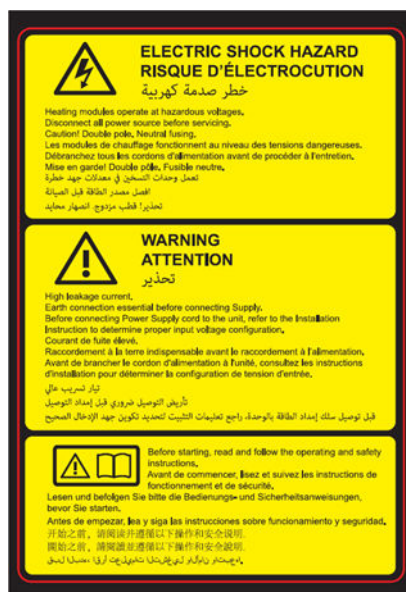 ELECTRIC SHOCK HAZARD
RISQUE D'ÉLECTROCUTION
خطر صدمة كهربية
Heating modules operate at hazardous voltages.
Disconnect all power source before servicing.
Caution! Double pole, Neutral fusing.
Les modules de chauffage fonctionnent au niveau des tensions dangereuses.
Débranchez tous les cordons d'alimentation avant de procéder à l'entretien.
Mise en garde! Double pôle, Fusible neutre.
تعمل وحدات التسخين في معدلات جهد خطرة
افصل مصدر الطاقة قبل الصيانة!
تحذير! قطب مزدوج. انصهار محايد
WARNING
ATTENTION
تحذير
High leakage current.
Earth connection essential before connecting Supply.
Before connecting Power Supply cord to the unit, refer to the Installation
Instruction to determine proper input voltage configuration.
Courant de fuite élevé.
Raccordement à la terre indispensable avant le raccordement à l'alimentation.
Avant de brancher le cordon d'alimentation à l'unité, consultez les instructions
d'installation pour déterminer la configuration de tension d'entrée.
تيار تسريب عالي
تأريض التوصيل ضروري قبل إمداد التوصيل
قبل توصيل سلك إمداد الطاقة بالوحدة، راجع تعليمات التثبيت لتحديد تكوين جهد الإدخال الصحيح
Before starting, read and follow the operating and safety
instructions.
Avant de commencer, lisez et suivez les instructions de
fonctionnement et de sécurité.
Lesen und befolgen Sie bitte die Bedienungs- und Sicherheitsanweisungen,
bevor Sie starten.
Antes de empezar, lea y siga las instrucciones sobre funcionamiento y seguridad.
开始之前，请阅读并遵循以下操作和安全说明.
開始之前，請閱讀並遵循以下操作和安全說明.